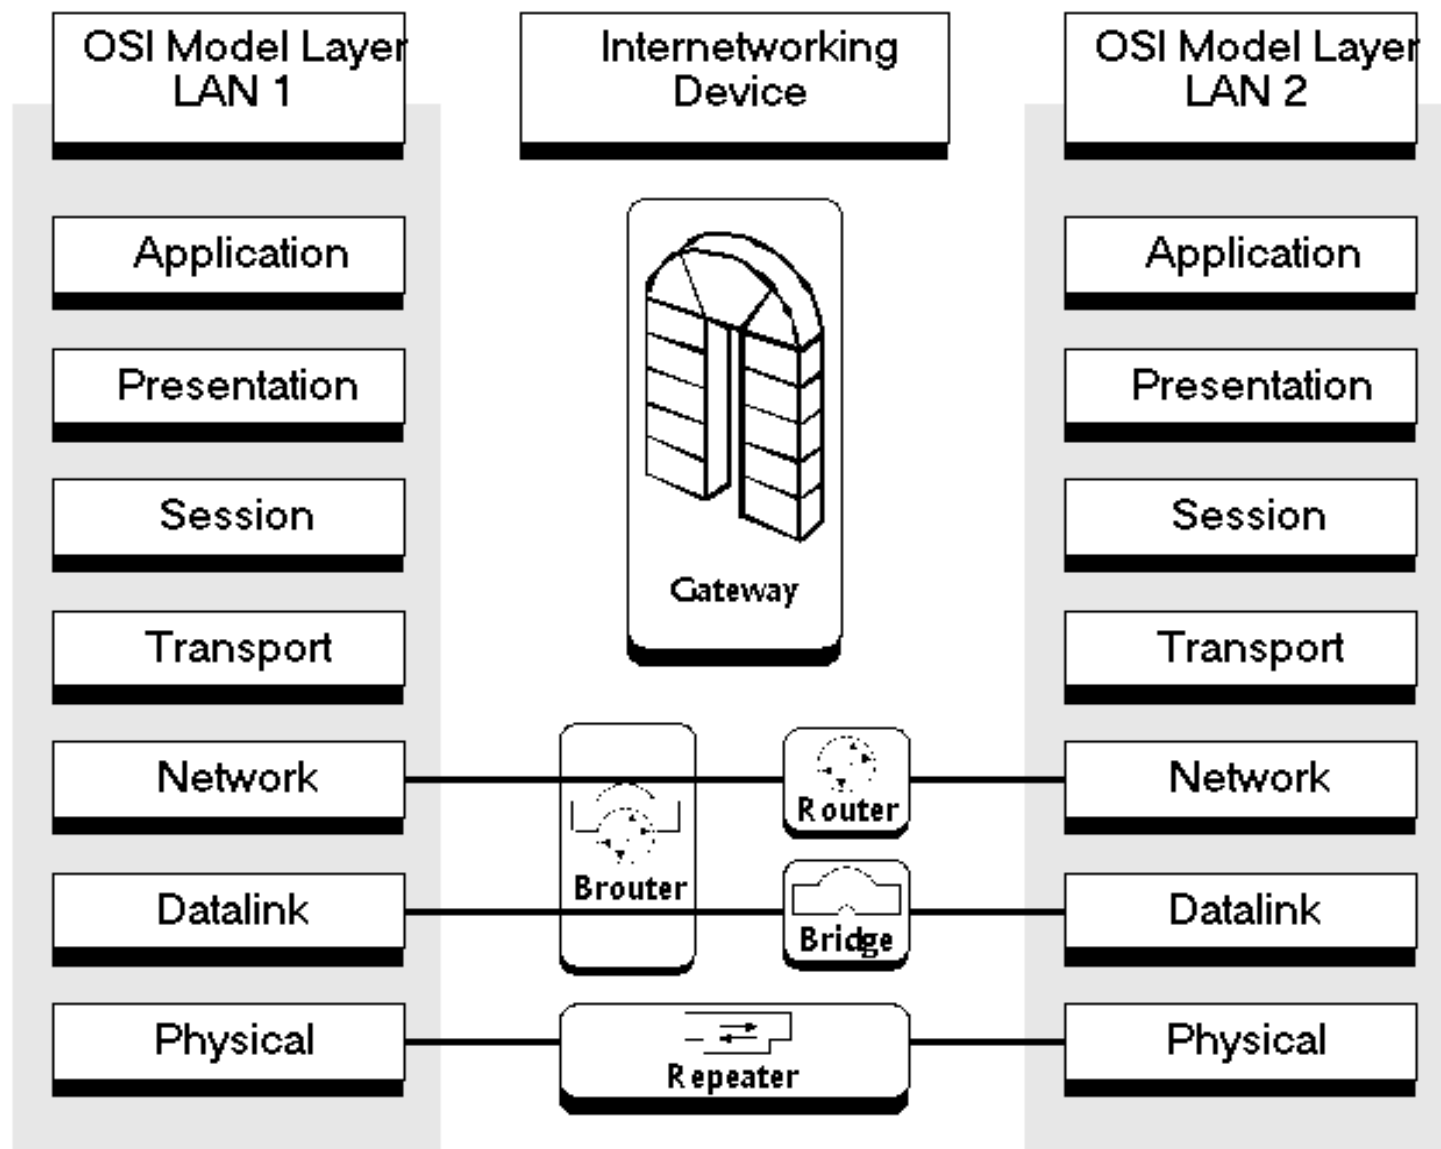 OSI Model Layer
LAN 1
Internetworking
Device
OSI Model Layer
LAN 2
Application
Application
Presentation
Presentation
Session
Session
Gateway
Transport
Transport
Network
Router
Network
Brouter
Datalink
Bridge
Datalink
Physical
Repeater
Physical